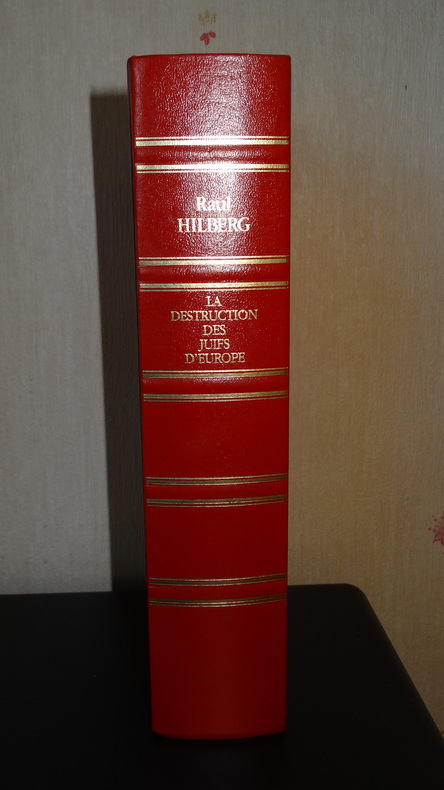 Raul
HILBERG
LA
DESTRUCTION
DES
JUIFS
D'EUROPE